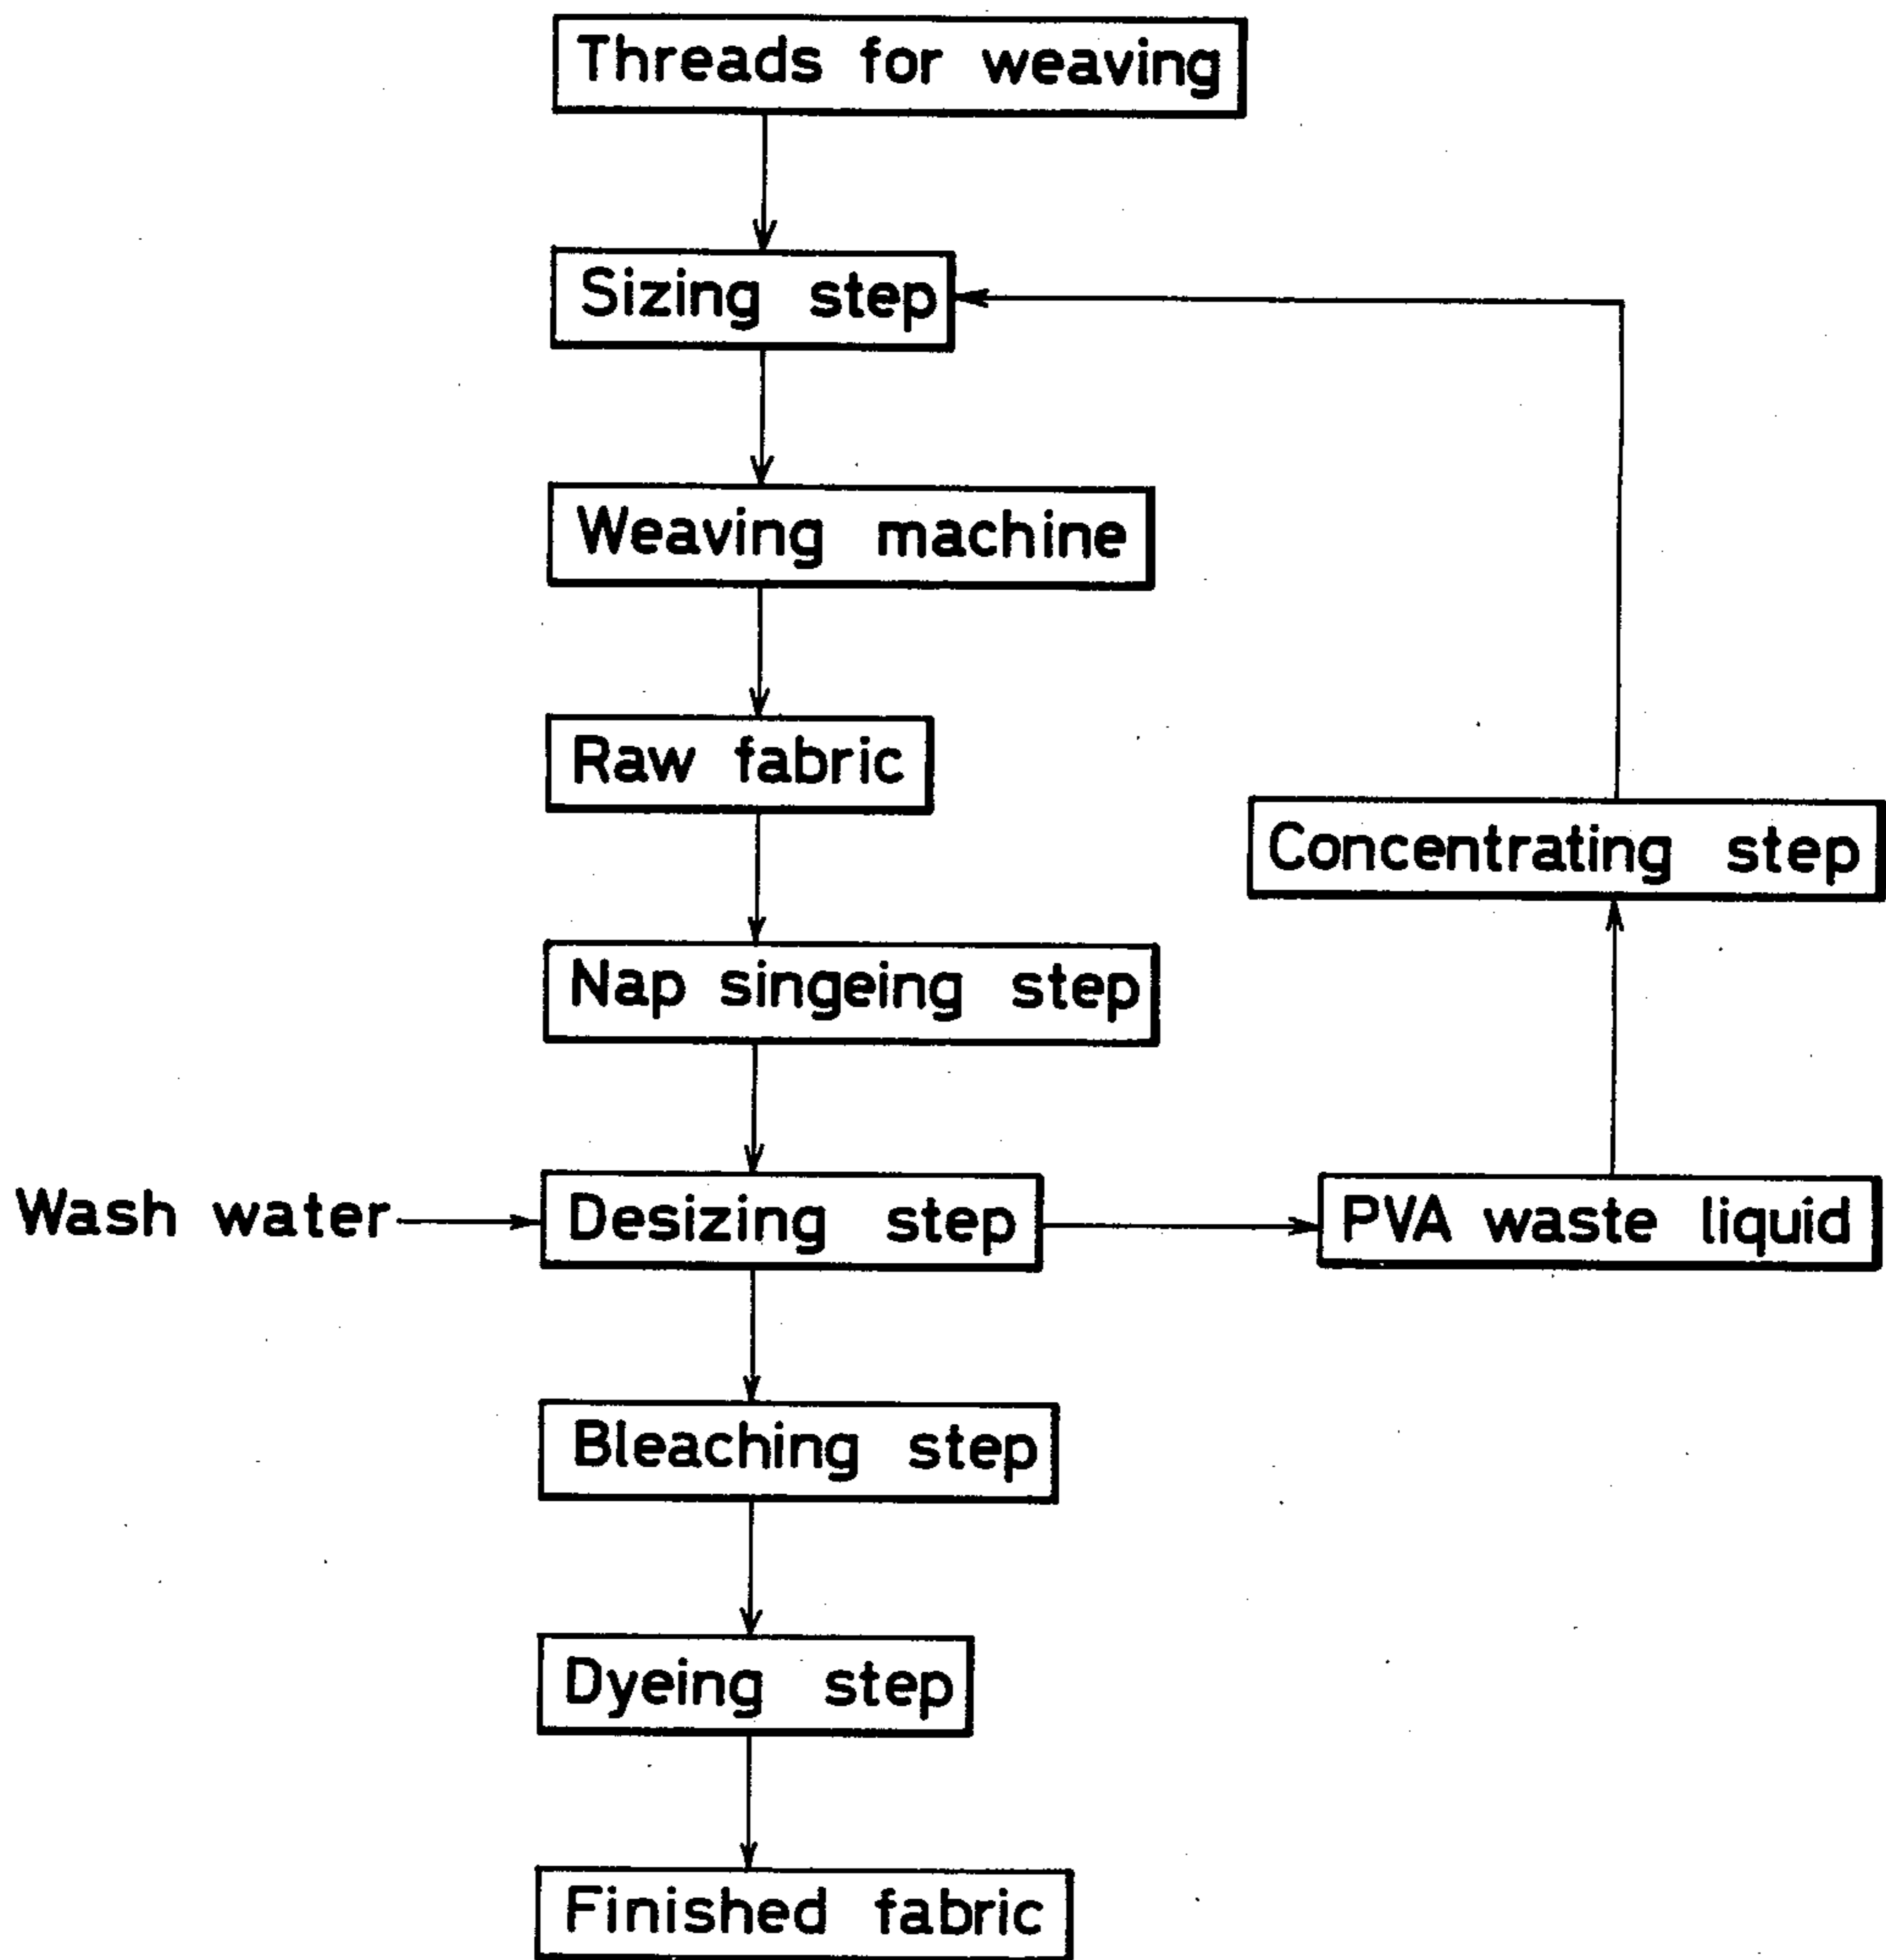 Threads for weaving
Sizing step
Weaving machine
Raw fabric
Concentrating step
Nap singeing step
Wash water
Desizing step
PVA waste liquid
Bleaching step
Dyeing step
Finished fabric